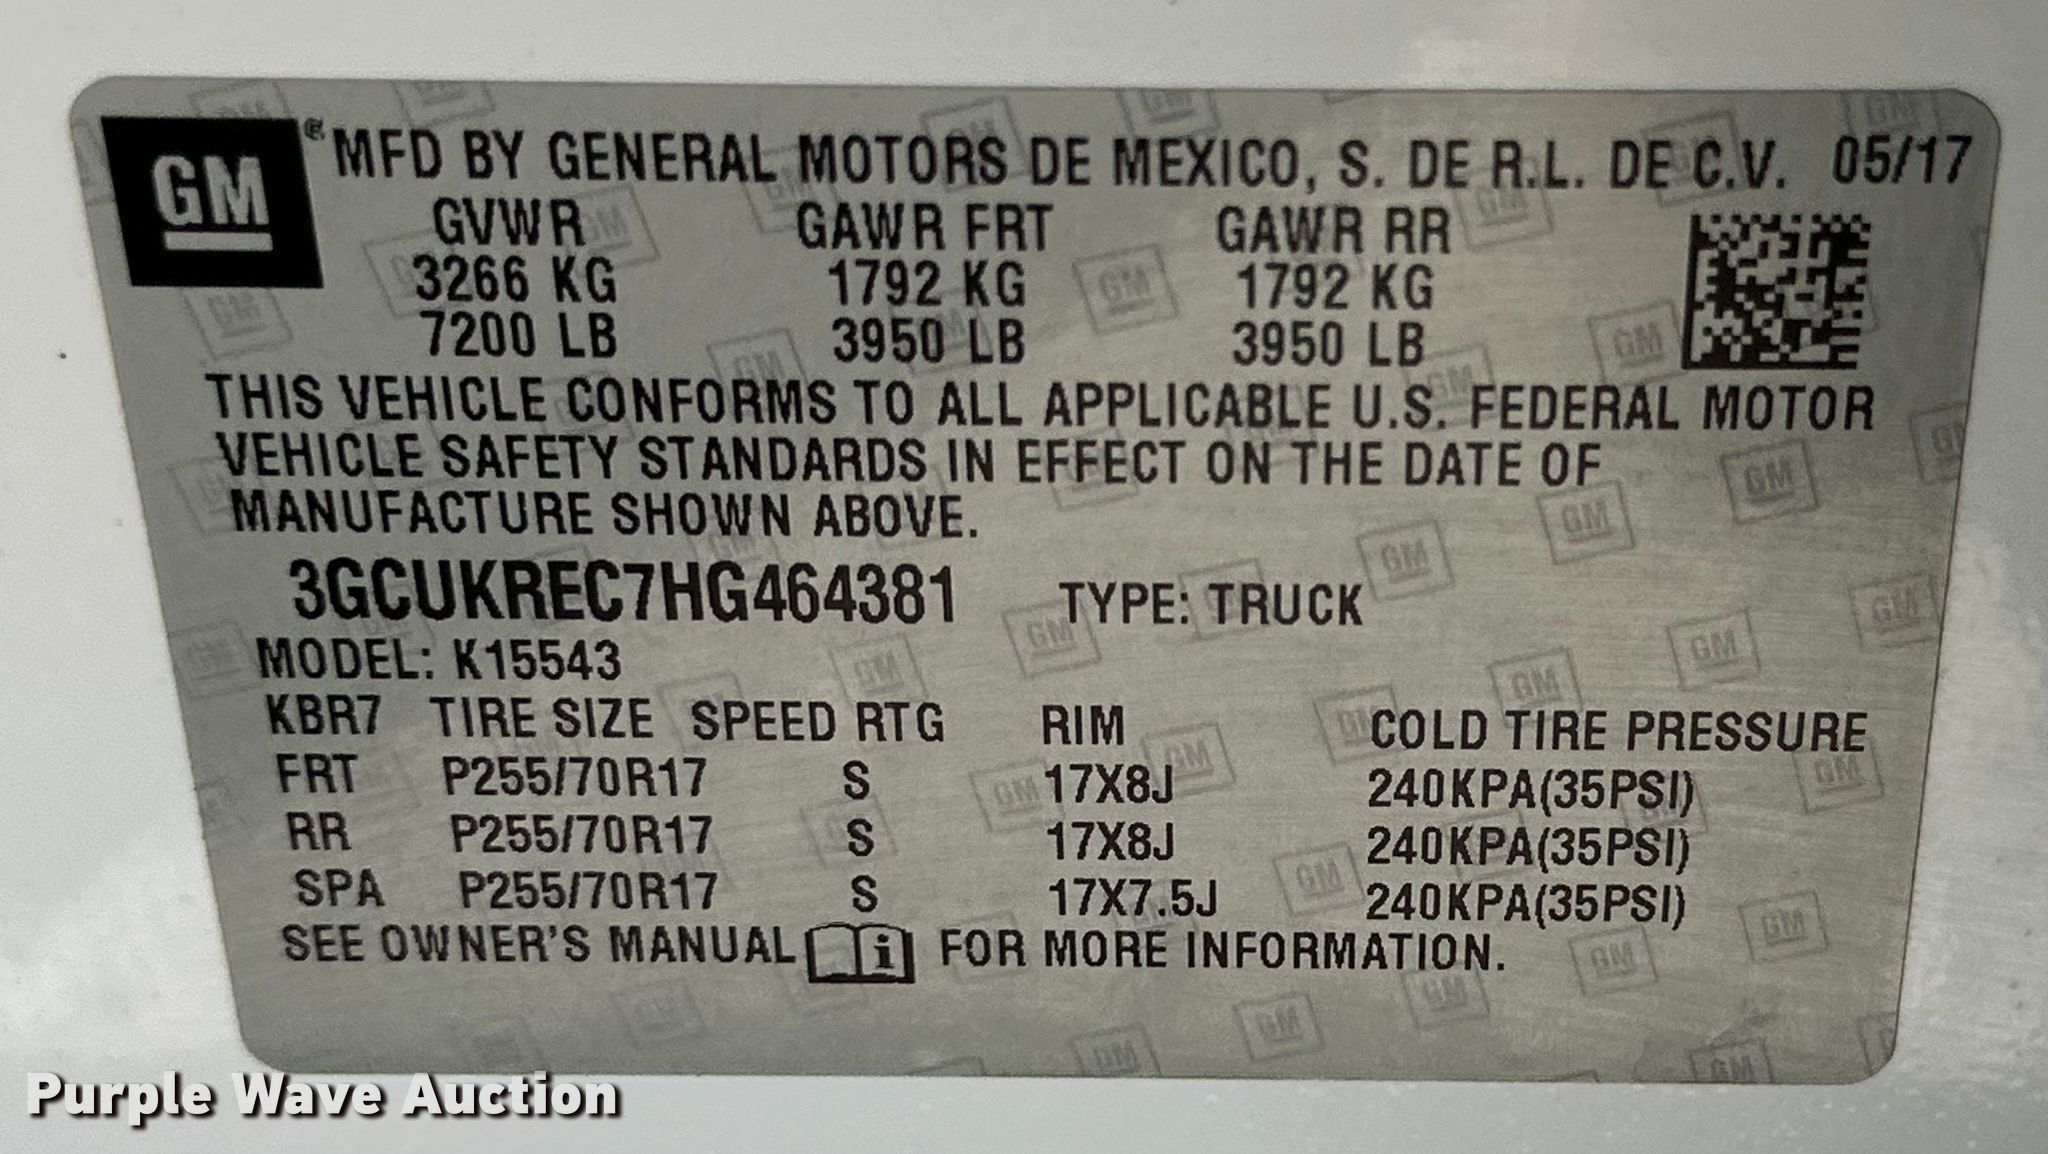 GM® MFD BY GENERAL MOTORS DE MEXICO, S. DE R.L. DE C.V. 05/17
GVWR GAWR FRT GAWR RR
3266 KG 1792 KG 1792 KG
7200 LB 3950 LB 3950 LB
THIS VEHICLE CONFORMS TO ALL APPLICABLE U.S. FEDERAL MOTOR
VEHICLE SAFETY STANDARDS IN EFFECT ON THE DATE OF
MANUFACTURE SHOWN ABOVE.
3GCUKREC7HG464381 TYPE: TRUCK
MODEL: K15543
KBR7 TIRE SIZE SPEED RTG RIM COLD TIRE PRESSURE
FRT P255/70R17 S 17X8J 240KPA(35PSI)
RR P255/70R17 S 17X8J 240KPA(35PSI)
SPA P255/70R17 S 17X7.5J 240KPA(35PSI)
SEE OWNER'S MANUAL i FOR MORE INFORMATION.
Purple Wave Auction